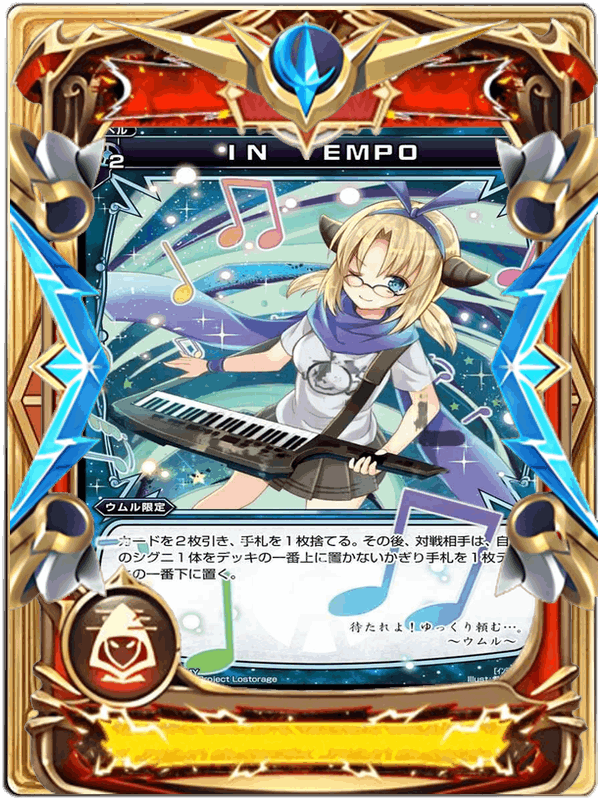 ベル
2
IN EMPO
ウムル限定
カードを2枚引き、手札を1枚捨てる。その後、対戦相手は、自
のシグニ1体をデッキの一番上に置かないかぎり手札を1枚デ
の一番下に置く。
待たれよ！ゆっくり頼む…。
～ウムル～
Project Lostorage
Illust: